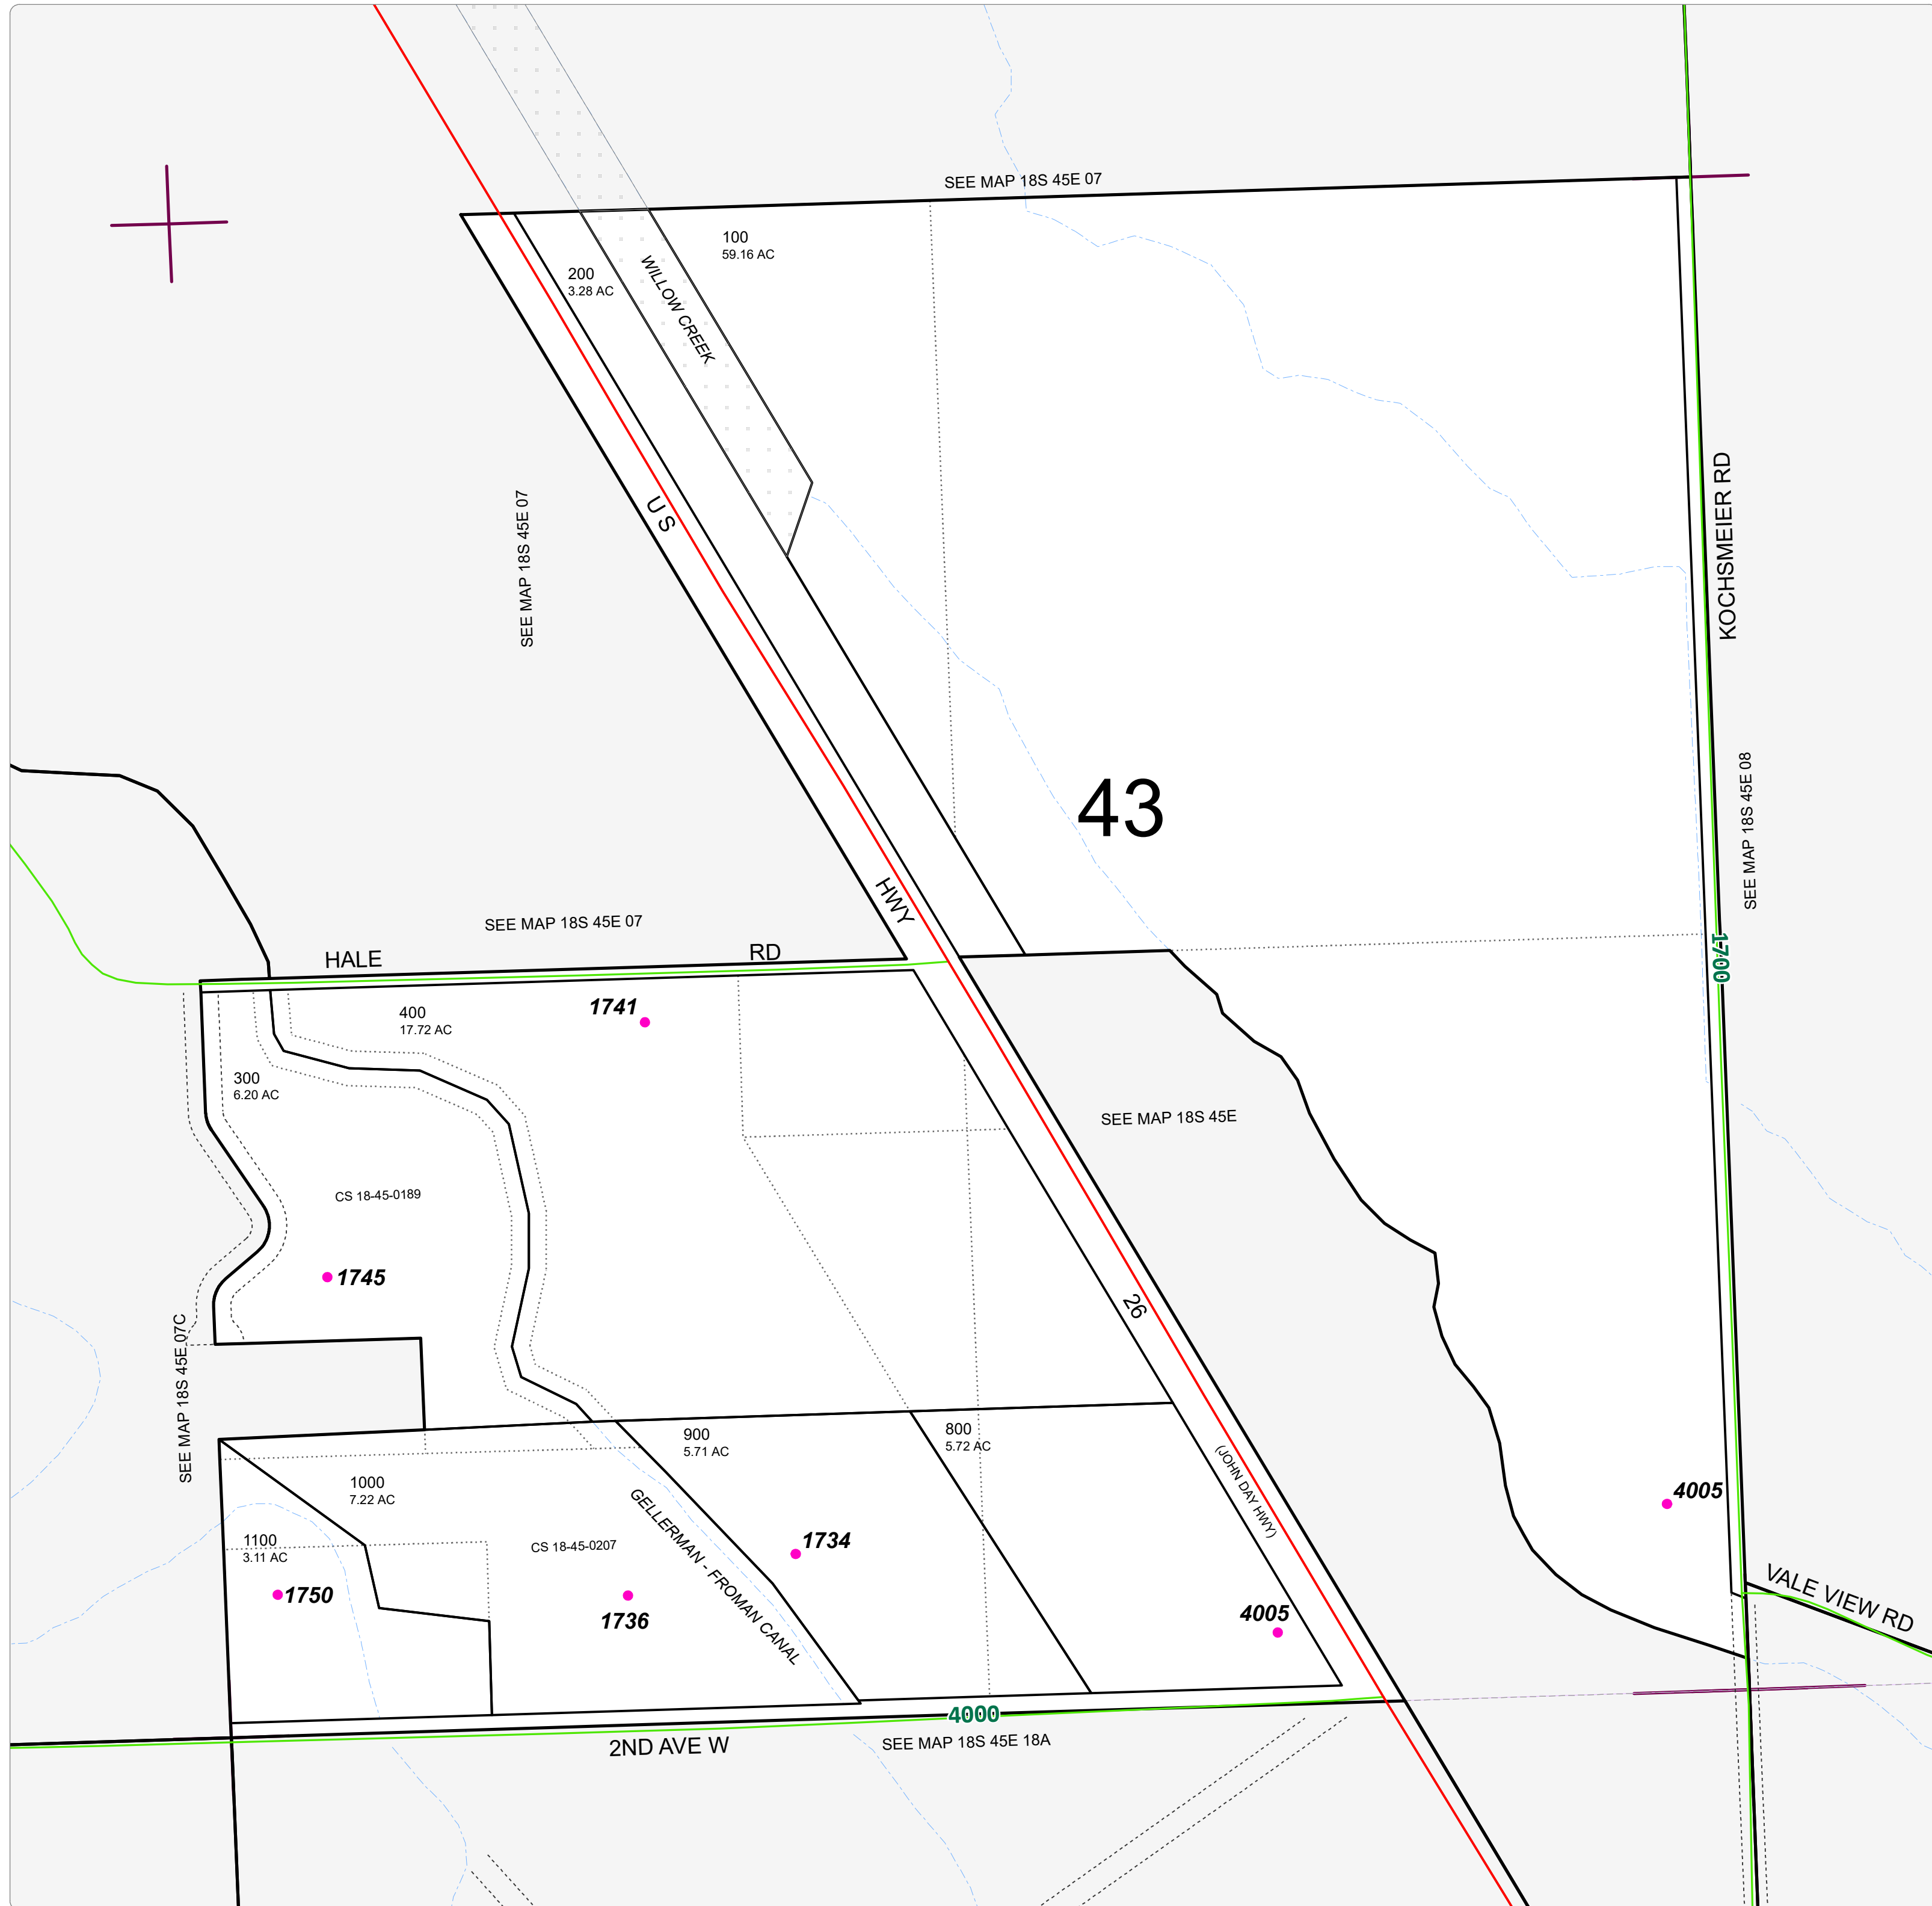 SEE MAP 18S 45E 07
100
59.16 AC
200
3.28 AC
WILLOW CREEK
US
SEE MAP 18S 45E 07
KOCHSMEIER RD
43
SEE MAP 18S 45E 08
HWY
SEE MAP 18S 45E 07
HALE
RD
1700
400
17.72 AC
1741
300
6.20 AC
SEE MAP 18S 45E
CS 18-45-0189
1745
26
SEE MAP 18S 45E 07C
900
5.71 AC
800
5.72 AC
(JOHN DAY HWY)
1000
7.22 AC
4005
1100
3.11 AC
CS 18-45-0207
GELLERMAN - FROMAN CANAL
1734
1750
1736
4005
VALE VIEW RD
4000
2ND AVE W
SEE MAP 18S 45E 18A